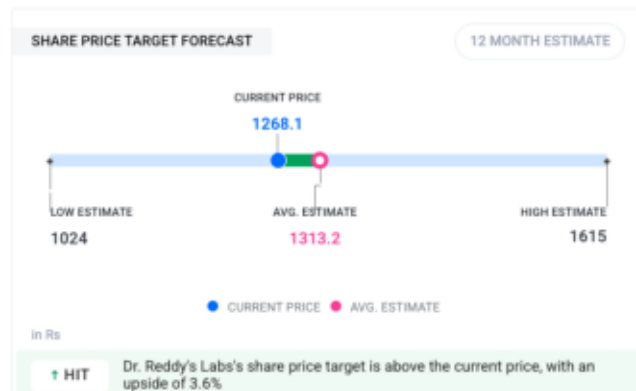 SHARE PRICE TARGET FORECAST
12 MONTH ESTIMATE
CURRENT PRICE
1268.1
LOW ESTIMATE
AVG. ESTIMATE
HIGH ESTIMATE
1024
1313.2
1615
CURRENT PRICE
AVG. ESTIMATE
in Rs
↑ HIT
Dr. Reddy's Labs's share price target is above the current price, with an
upside of 3.6%